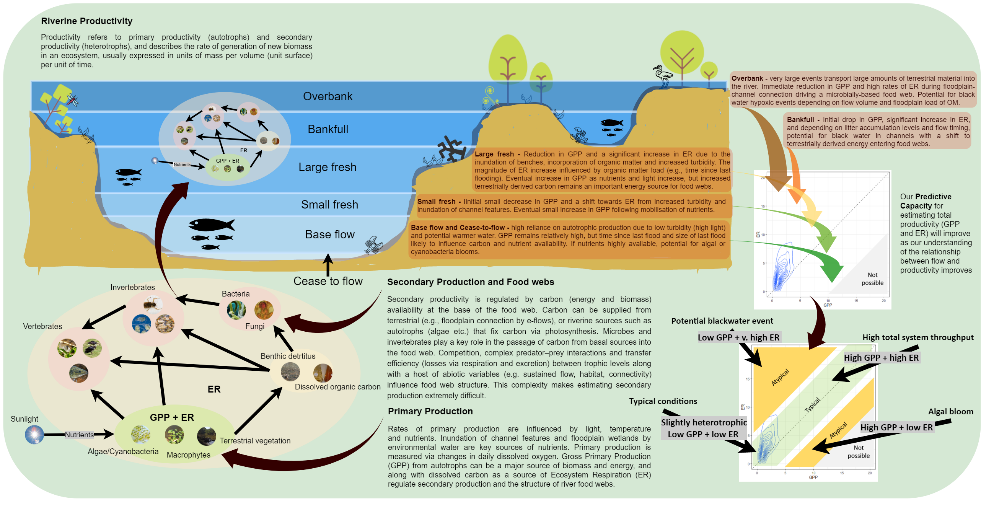 Riverine Productivity
Productivity refers to primary productivity (autotrophs) and secondary
productivity (heterotrophs), and describes the rate of generation of new biomass
in an ecosystem, usually expressed in units of mass per volume (unit surface)
per unit of time.
Overbank
Bankfull
Large fresh
Small fresh
Base flow
Cease to flow
ER
GPP + ER
Nutrients
Overbank - very large events transport large amounts of terrestrial material into
the river. Immediate reduction in GPP and high rates of ER during floodplain-
channel connection driving a microbially-based food web. Potential for black
water hypoxic events depending on flow volume and floodplain load of OM.
Bankfull - Initial drop in GPP, significant Increase in ER,
and depending on litter accumulation levels and flow timing,
potential for black water in channels with a shift to
terrestrially derived energy entering food webs.
Large fresh - Reduction in GPP and a significant increase in ER due to the
inundation of benches, incorporation of organic matter and increased turbidity. The
magnitude of ER increase influenced by organic matter load (e.g., time since last
flooding). Eventual increase in GPP as nutrients and light increase, but increased
terrestrially derived carbon remains an important energy source for food webs.
Small fresh - IInitial small decrease in GPP and a shift towards ER from increased turbidity and
inundation of channel features. Eventual small increase in GPP following mobilisation of nutrients.
Base flow and Cease-to-flow - high reliance on autotrophic production due to low turbidity (high light)
and potential warmer water. GPP remains relatively high, but time since last flood and size of last flood
likely to influence carbon and nutrient availability. If nutrients highly available, potential for algal or
cyanobacteria blooms.
Our Predictive
Capacity for
estimating total
productivity (GPP
and ER) will improve
as our understanding
of the relationship
between flow and
productivity improves
Not
possible
GPP
Invertebrates
Bacteria
Fungi
Vertebrates
Benthic detritus
Dissolved organic carbon
ER
GPP + ER
Sunlight
Nutrients
Algae/Cyanobacteria
Macrophytes
Terrestrial vegetation
Secondary Production and Food webs
Secondary productivity is regulated by carbon (energy and biomass)
availability at the base of the food web. Carbon can be supplied from
terrestrial (e.g., floodplain connection by e-flows), or riverine sources such as
autotrophs (algae etc.) that fix carbon via photosynthesis. Microbes and
invertebrates play a key role in the passage of carbon from basal sources into
the food web. Competition, complex predator–prey interactions and transfer
efficiency (losses via respiration and excretion) between trophic levels along
with a host of abiotic variables (e.g. sustained flow, habitat, connectivity)
influence food web structure. This complexity makes estimating secondary
production extremely difficult.
Primary Production
Rates of primary production are influenced by light, temperature
and nutrients. Inundation of channel features and floodplain wetlands by
environmental water are key sources of nutrients. Primary production is
measured via changes in daily dissolved oxygen. Gross Primary Production
(GPP) from autotrophs can be a major source of biomass and energy, and
along with dissolved carbon as a source of Ecosystem Respiration (ER)
regulate secondary production and the structure of river food webs.
Potential blackwater event
Low GPP + v. high ER
High total system throughput
High GPP + high ER
Typical conditions
Slightly heterotrophic
Low GPP + low ER
Algal bloom
High GPP + low ER
Atypical
Typical
Atypical
Not
possible
GPP